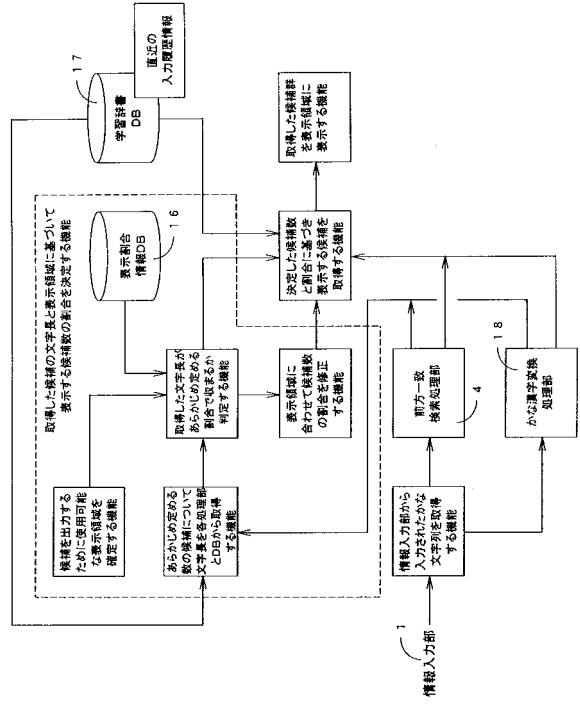 取得した候補の文字長と表示領域に基づいて
表示する候補数の割合を決定する機能
17
学習辞書
DB
直近の
入力履歴情報
表示割合
情報DB
16
候補を出力する
ために使用可能
な表示領域を
確定する機能
取得した文字長が
あらかじめ定める
割合で収まるか
判定する機能
決定した候補数
と割合に基づき
表示する候補を
取得する機能
取得した候補群
を表示領域に
表示する機能
あらかじめ定める
数の候補について
文字長を各処理部
とDBから取得
する機能
表示領域に
合わせて候補数
の割合を修正
する機能
1
情報入力部
情報入力部から
入力されたかな
文字列を取得
する機能
前方一致
検索処理部
4
かな漢字変換
処理部
18